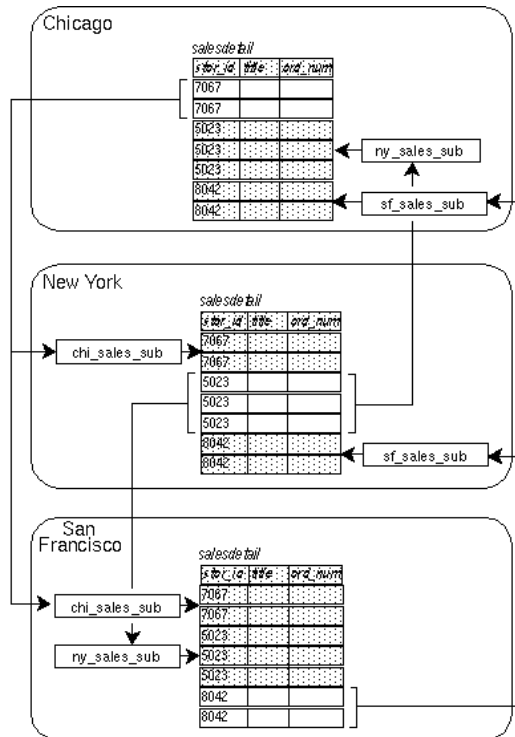 Chicago
salesdetail
stor_id title ord_num
7067
7067
5023
5023
5023
8042
8042
ny_sales_sub
sf_sales_sub
New York
salesdetail
stor_id title ord_num
7067
7067
5023
5023
5023
8042
8042
chi_sales_sub
sf_sales_sub
San
Francisco
salesdetail
stor_id title ord_num
7067
7067
5023
5023
5023
8042
8042
chi_sales_sub
ny_sales_sub